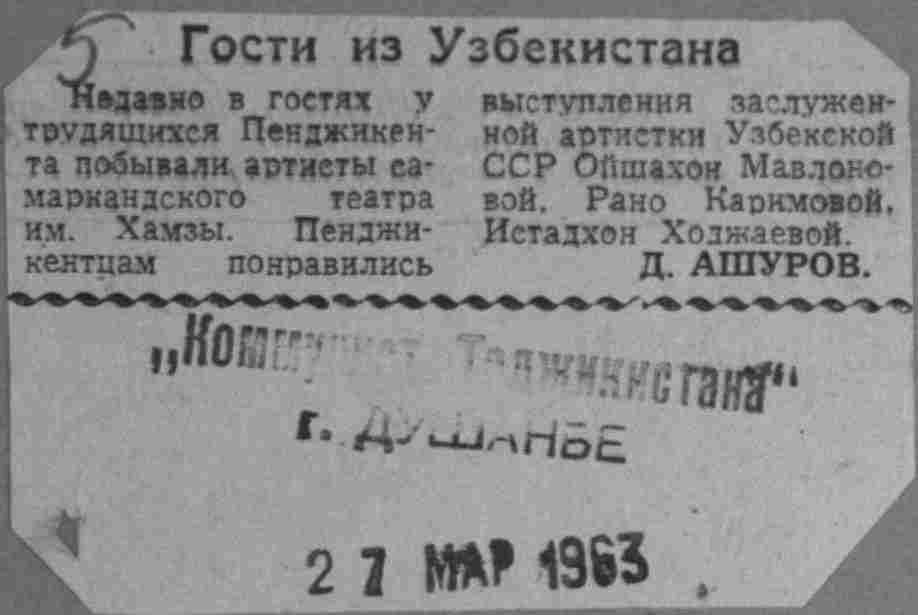 5
Гости из Узбекистана
Недавно в гостях у
трудящихся Пенджикен-
та побывали артисты са-
маркандского театра
им. Хамзы. Пенджи-
кентцам понравились
выступления заслужен-
ной артистки Узбекской
ССР Ойшахон Мавлоно-
вой, Рано Каримовой,
Истадхон Ходжаевой.
Д. АШУРОВ.
„Коммунист Таджикистана“
г. ДУШАНБЕ
27 МАР 1963